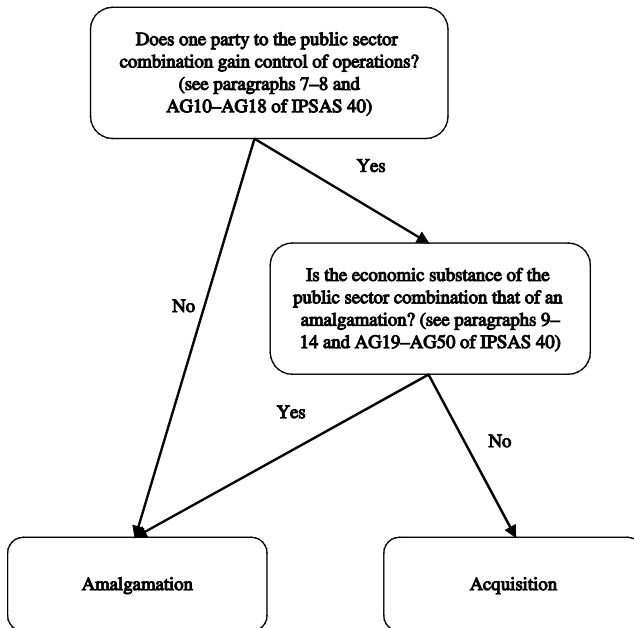 Does one party to the public sector
combination gain control of operations?
(see paragraphs 7–8 and
AG10–AG18 of IPSAS 40)
Yes
Is the economic substance of the
public sector combination that of an
amalgamation? (see paragraphs 9–
14 and AG19–AG50 of IPSAS 40)
No
Yes
No
Amalgamation
Acquisition